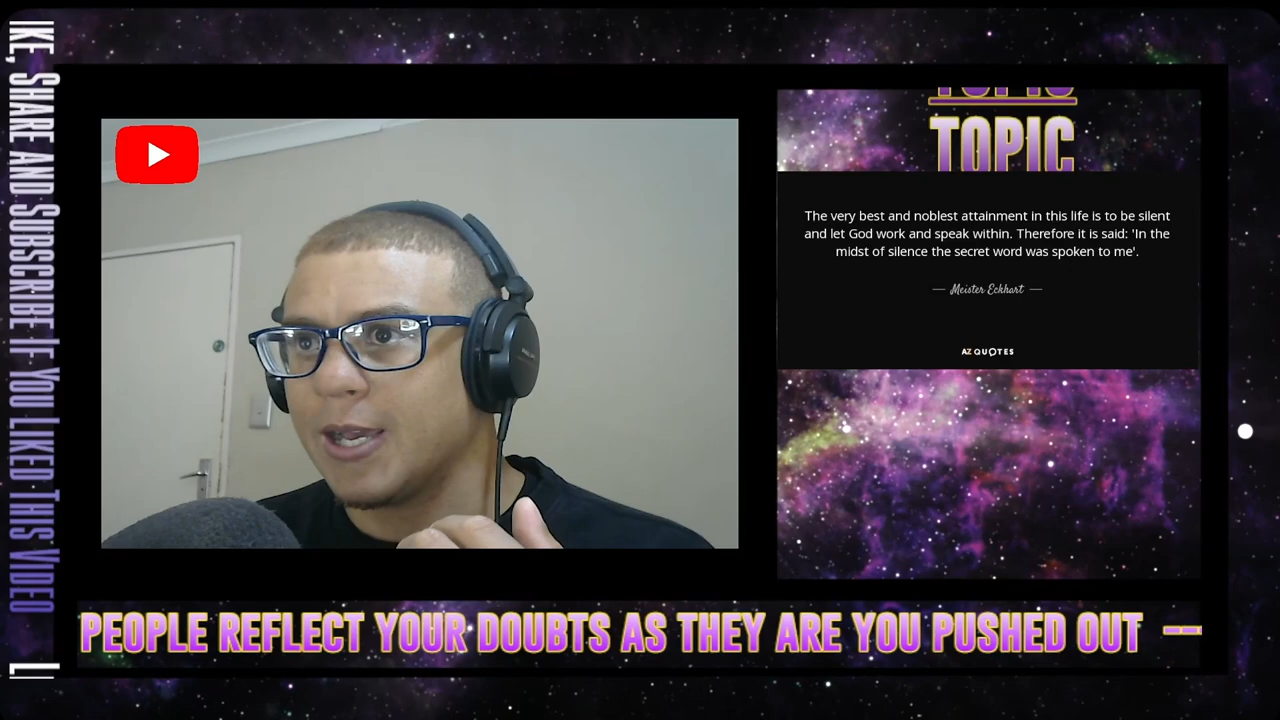 IKE, SHARE AND SUBSCRIBE IF YOU LIKED THIS VIDEO
LI
TOPIC
TOPIC
The very best and noblest attainment in this life is to be silent
and let God work and speak within. Therefore it is said: 'In the
midst of silence the secret word was spoken to me'.
— Meister Eckhart —
AZ QUOTES
PEOPLE REFLECT YOUR DOUBTS AS THEY ARE YOU PUSHED OUT --